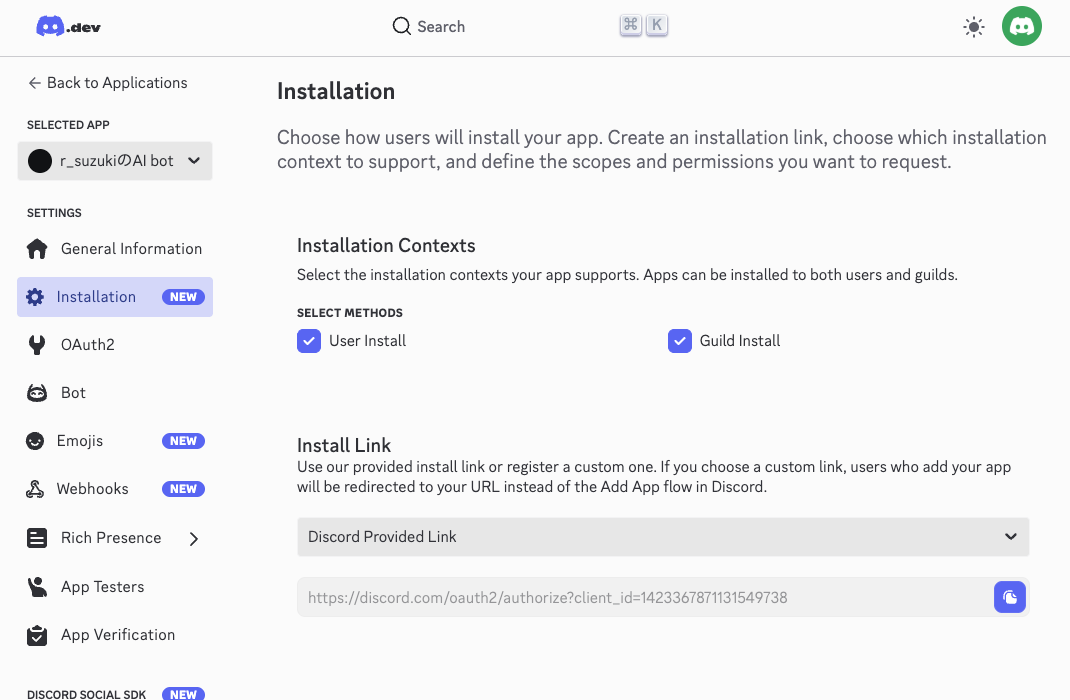 .dev
Search
⌘ K
Back to Applications
SELECTED APP
r_suzukiのAI bot
SETTINGS
General Information
Installation NEW
OAuth2
Bot
Emojis NEW
Webhooks NEW
Rich Presence
App Testers
App Verification
DISCORD SOCIAL SDK NEW
Installation
Choose how users will install your app. Create an installation link, choose which installation
context to support, and define the scopes and permissions you want to request.
Installation Contexts
Select the installation contexts your app supports. Apps can be installed to both users and guilds.
SELECT METHODS
User Install
Guild Install
Install Link
Use our provided install link or register a custom one. If you choose a custom link, users who add your app
will be redirected to your URL instead of the Add App flow in Discord.
Discord Provided Link
https://discord.com/oauth2/authorize?client_id=1423367871131549738